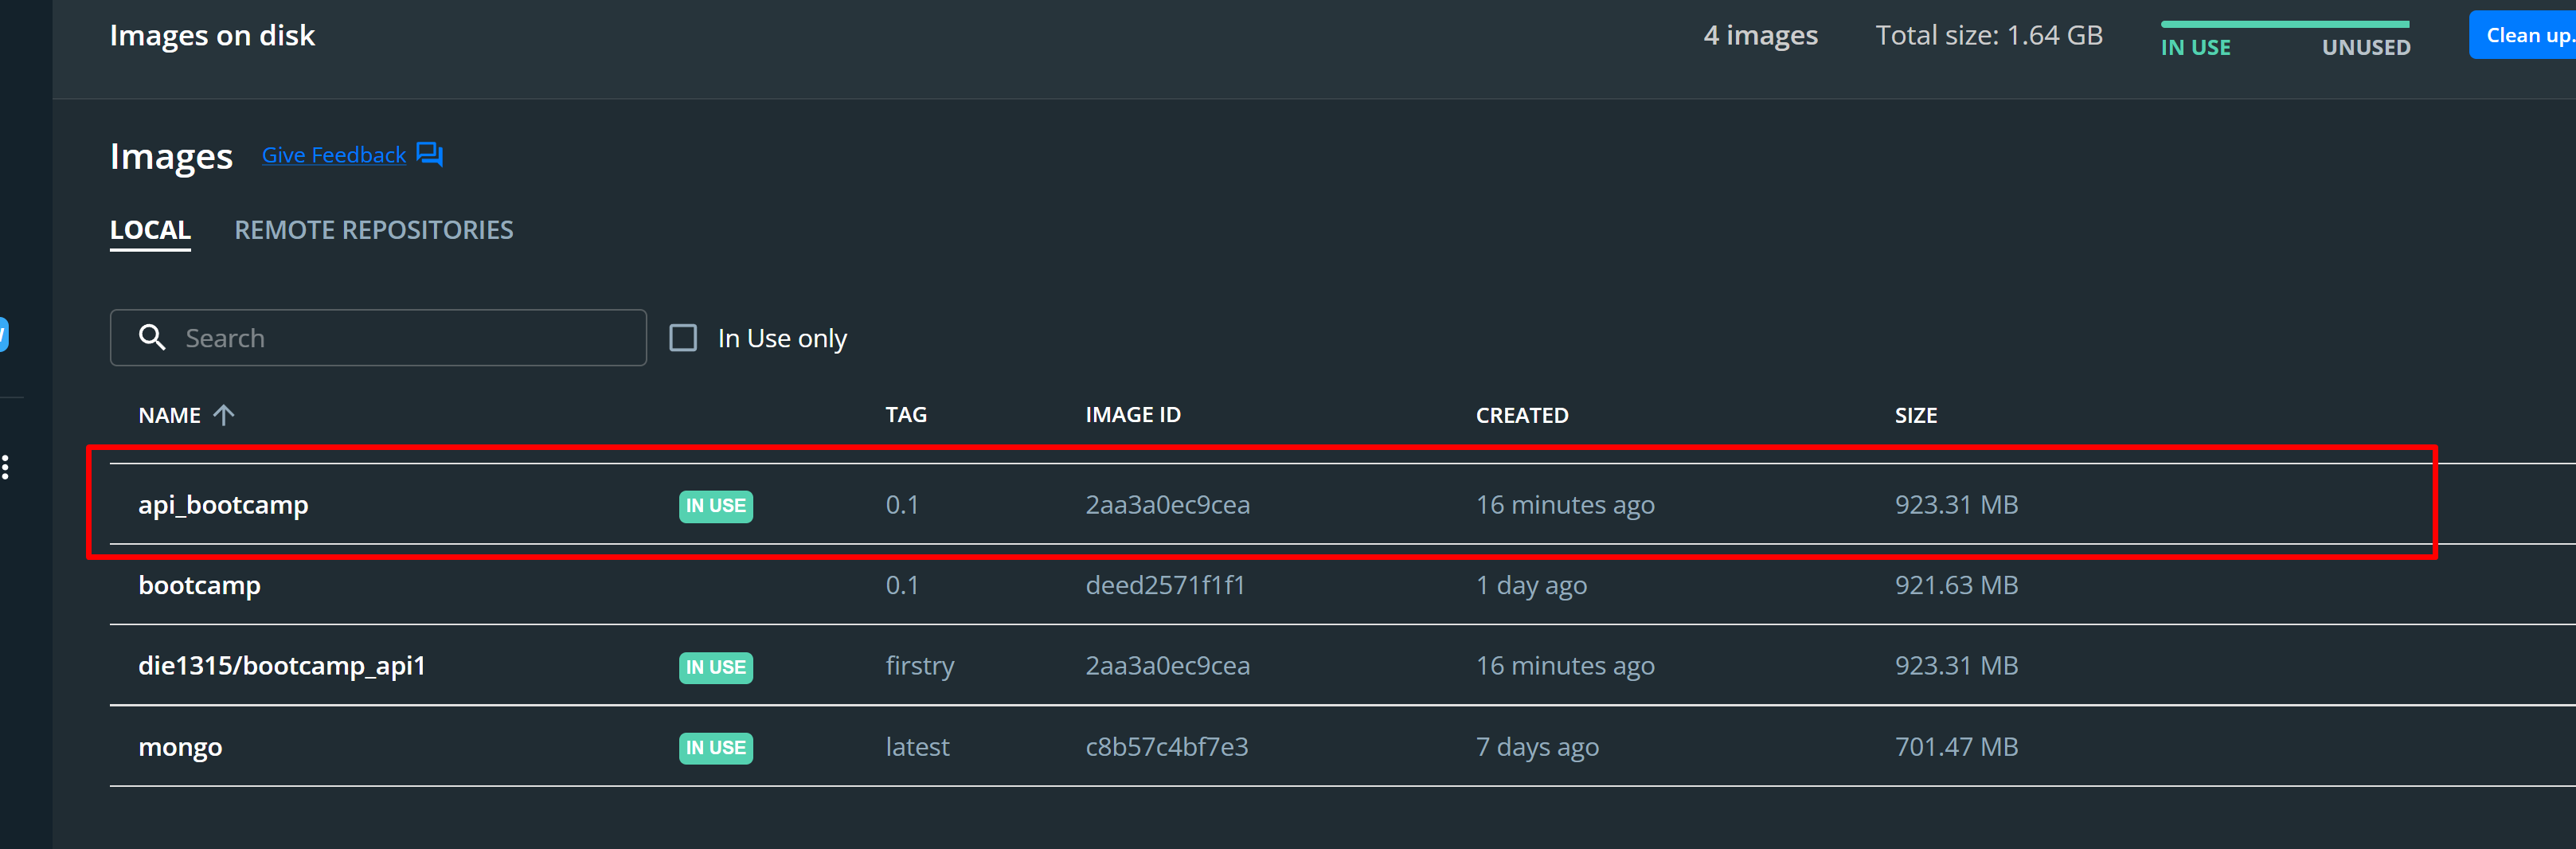 Images on disk
4 images
Total size: 1.64 GB
IN USE
UNUSED
Clean up.
Images
Give Feedback
LOCAL
REMOTE REPOSITORIES
Search
In Use only
NAME TAG IMAGE ID CREATED SIZE
api_bootcamp IN USE 0.1 2aa3a0ec9cea 16 minutes ago 923.31 MB
bootcamp 0.1 deed2571f1f1 1 day ago 921.63 MB
die1315/bootcamp_api1 IN USE firstry 2aa3a0ec9cea 16 minutes ago 923.31 MB
mongo IN USE latest c8b57c4bf7e3 7 days ago 701.47 MB